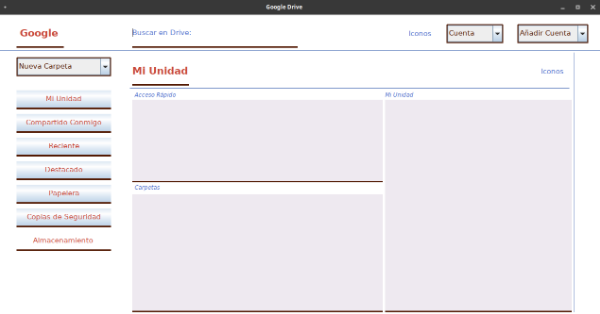 Google Drive
Google
Buscar en Drive:
Iconos
Cuenta
Añadir Cuenta
Nueva Carpeta
Mi Unidad
Iconos
Mi Unidad
Compartido Conmigo
Reciente
Destacado
Papelera
Copias de Seguridad
Almacenamiento
Acceso Rápido
Mi Unidad
Carpetas